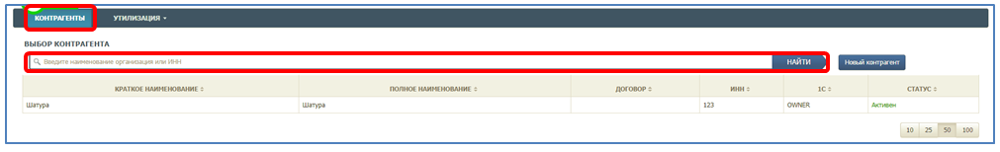 КОНТРАГЕНТЫ УТИЛИЗАЦИЯ
ВЫБОР КОНТРАГЕНТА
Введите наименование организация или ИНН НАЙТИ Новый контрагент
КРАТКОЕ НАИМЕНОВАНИЕ ПОЛНОЕ НАИМЕНОВАНИЕ ДОГОВОР ИНН 1С СТАТУС
Шатура Шатура 123 OWNER Активен
10 25 50 100